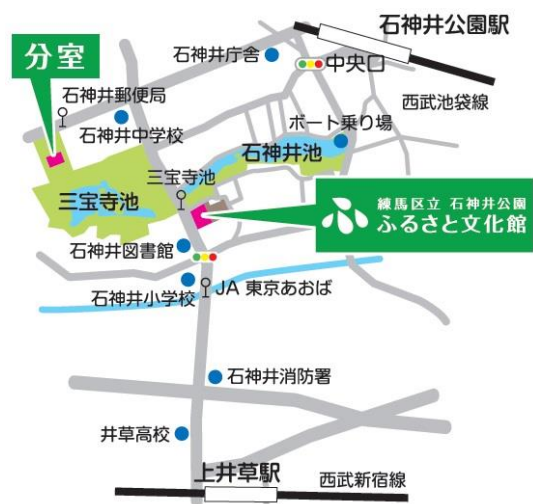 石神井公園駅
分室
石神井庁舎
中央口
西武池袋線
石神井郵便局
石神井中学校
ボート乗り場
石神井池
三宝寺池
三宝寺池
練馬区立 石神井公園
ふるさと文化館
石神井図書館
石神井小学校
JA 東京あおば
石神井消防署
井草高校
上井草駅
西武新宿線